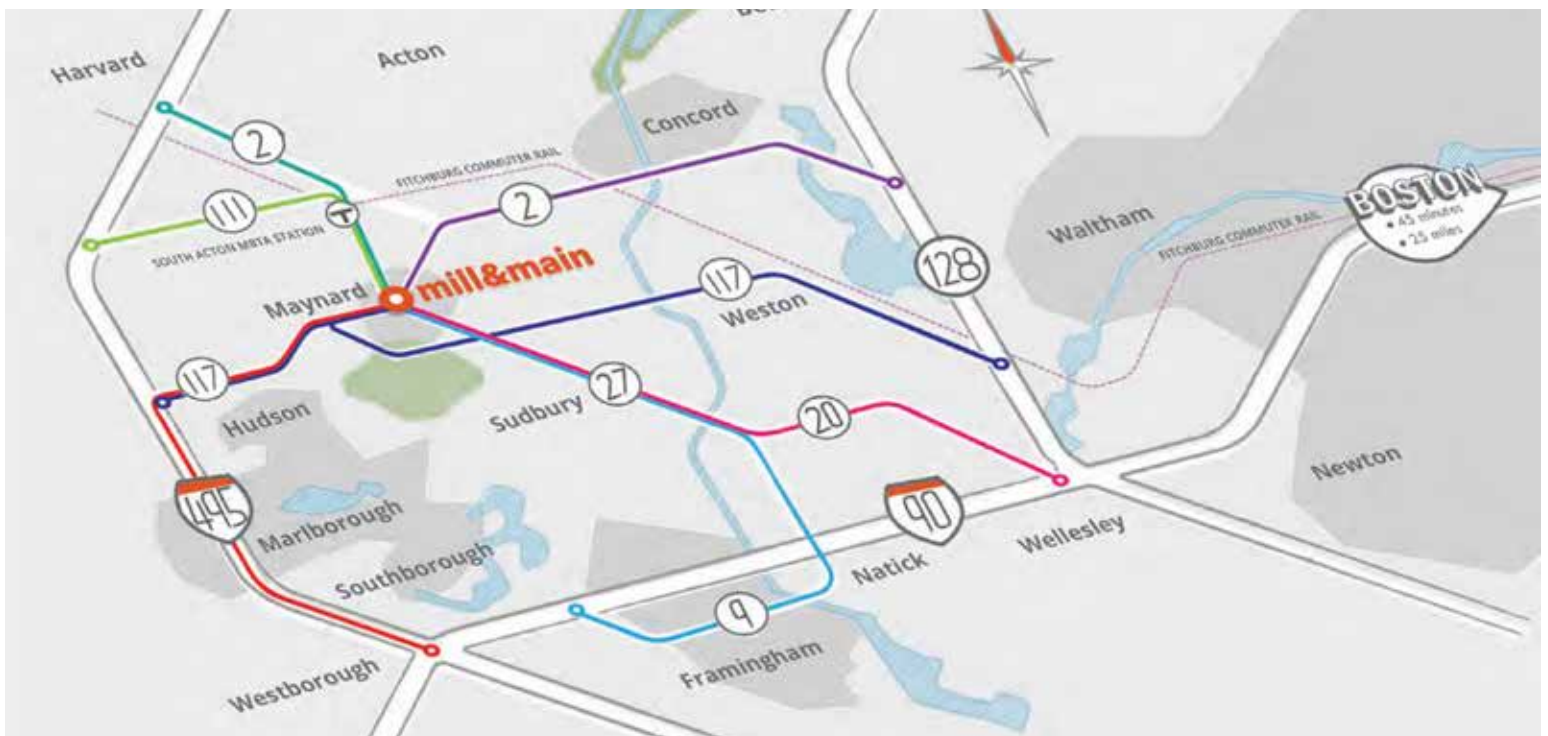 Harvard
Acton
Concord
2
FITCHBURG COMMUTER RAIL
111
T
2
SOUTH ACTON MBTA STATION
Maynard
mill&main
117
Weston
128
Waltham
FITCHBURG COMMUTER RAIL
BOSTON
• 45 minutes
• 25 miles
117
Hudson
Sudbury
27
20
Newton
495
Marlborough
Southborough
90
Natick
Wellesley
9
Framingham
Westborough